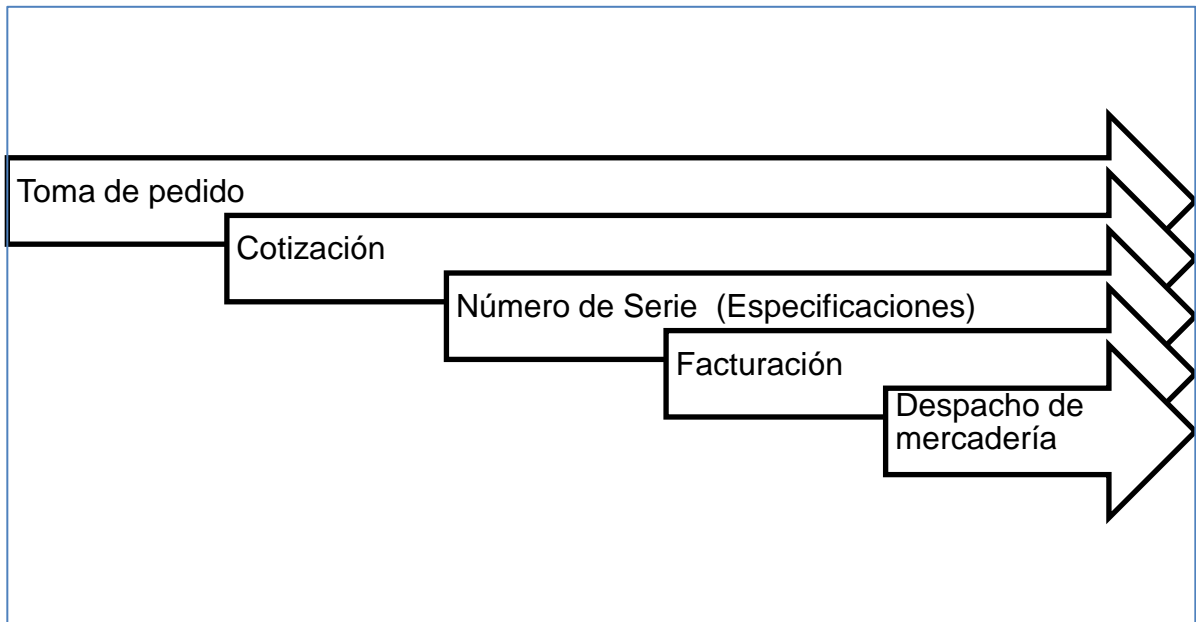 Toma de pedido
Cotización
Número de Serie  (Especificaciones)
Facturación
Despacho de
mercadería